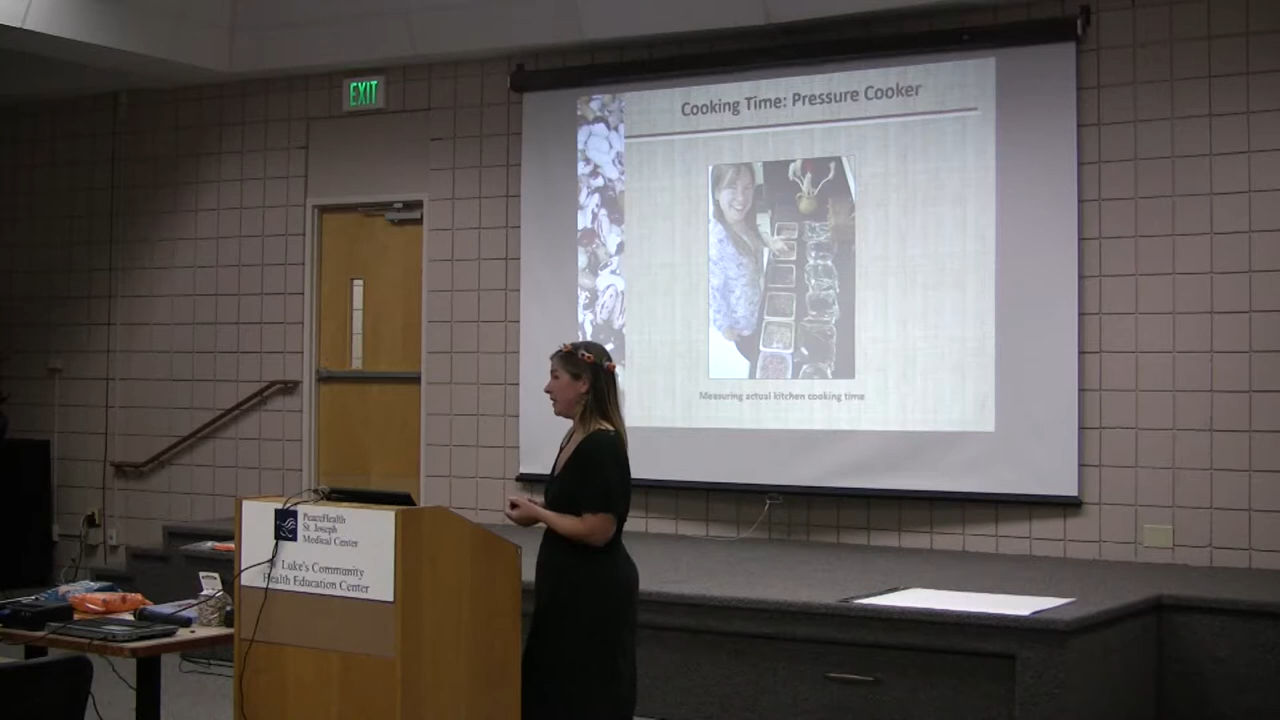 EXIT
Cooking Time: Pressure Cooker
Measuring actual kitchen cooking time
PeaceHealth
St. Joseph
Medical Center
Luke's Community
Health Education Center